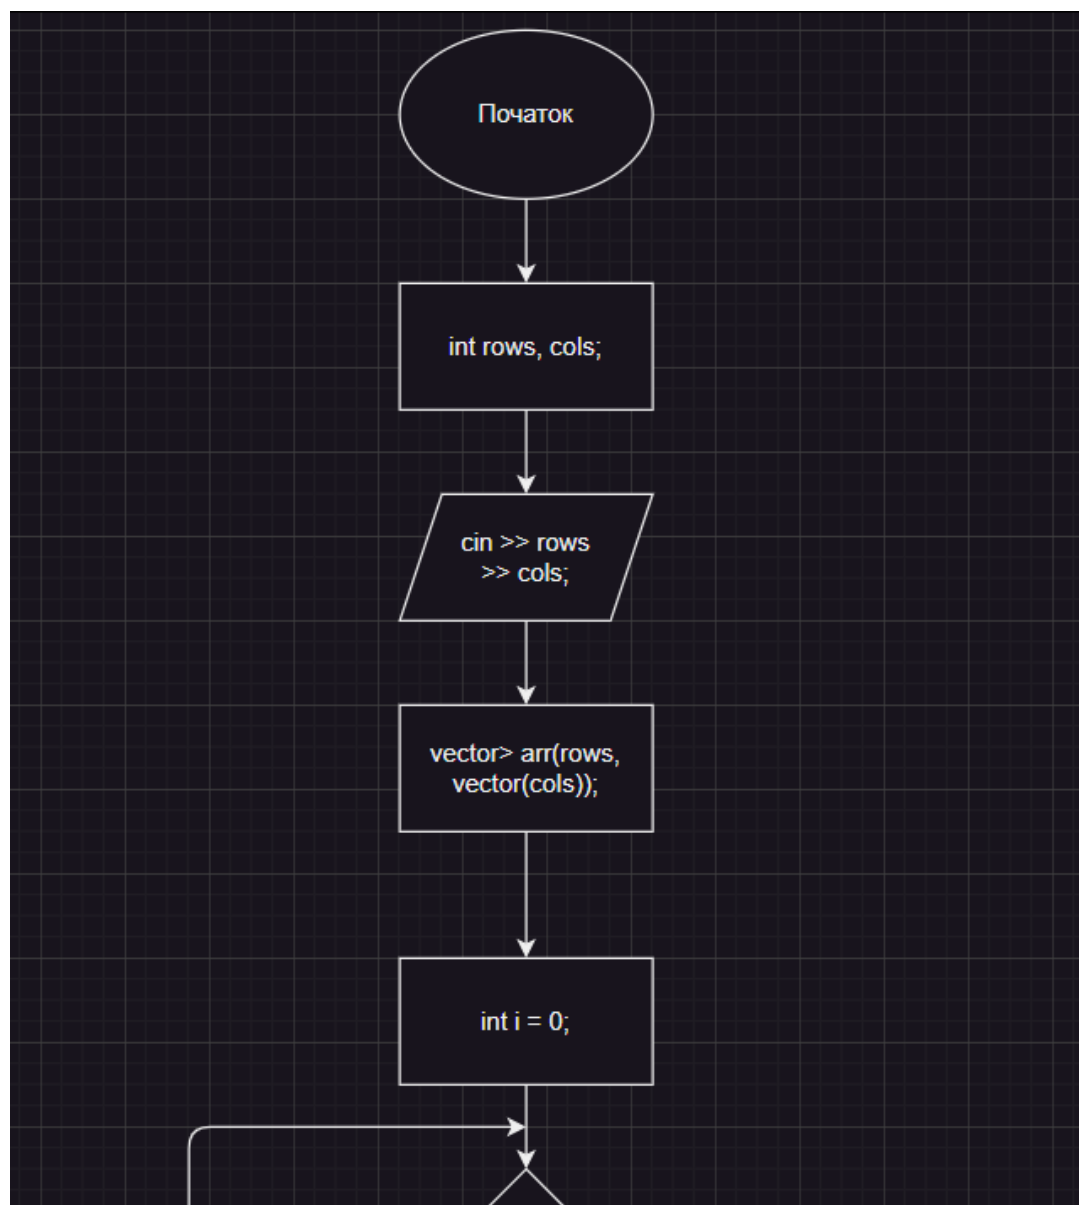 Початок
int rows, cols;
cin >> rows
>> cols;
vector> arr(rows,
vector(cols));
int i = 0;